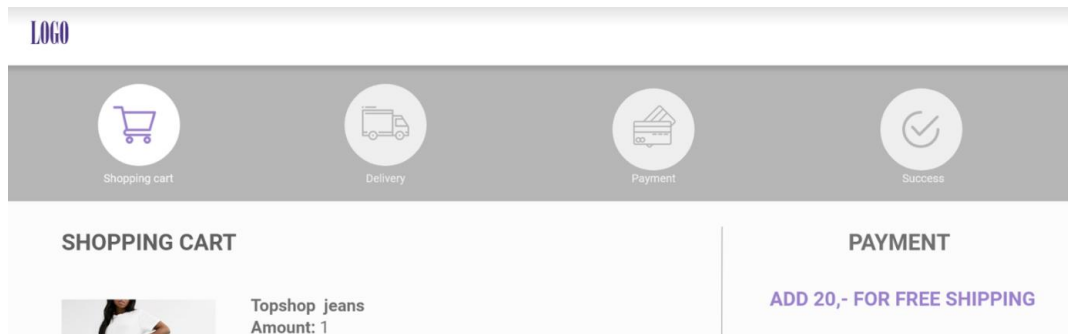 LOGO
Shopping cart
Delivery
Payment
Success
SHOPPING CART
PAYMENT
Topshop jeans
Amount: 1
ADD 20,- FOR FREE SHIPPING